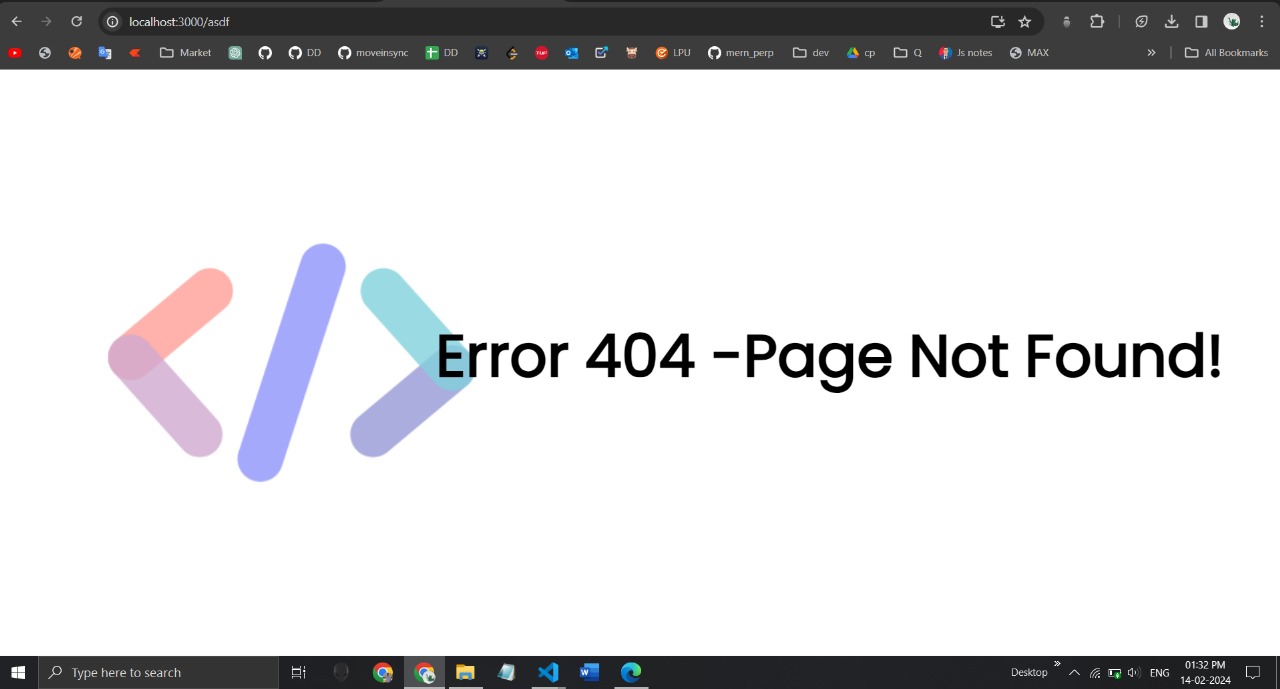 localhost:3000/asdf
Market DD moveinsync DD LPU mern_perp dev cp Q Js notes MAX » All Bookmarks
Error 404 -Page Not Found!
Type here to search Desktop » ENG 01:32 PM
14-02-2024